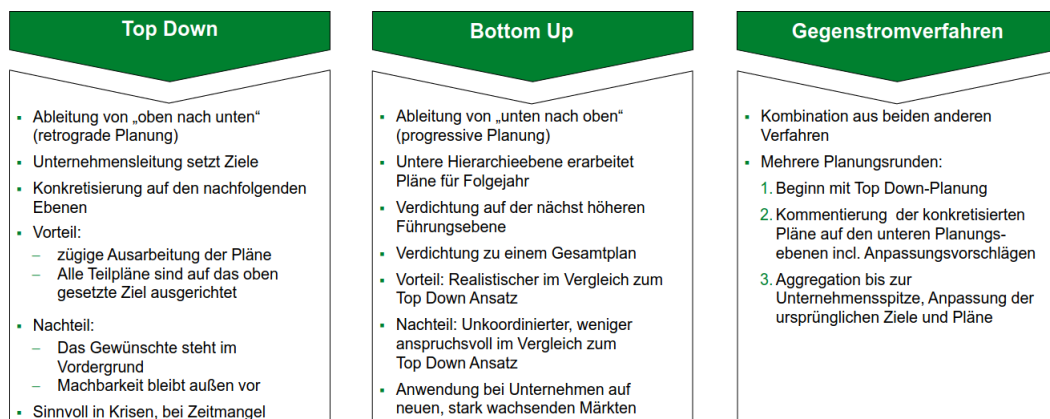 Top Down
Ableitung von „oben nach unten“
(retrograde Planung)
Unternehmensleitung setzt Ziele
Konkretisierung auf den nachfolgenden
Ebenen
Vorteil:
– zügige Ausarbeitung der Pläne
– Alle Teilpläne sind auf das oben
gesetzte Ziel ausgerichtet
Nachteil:
– Das Gewünschte steht im
Vordergrund
– Machbarkeit bleibt außen vor
Sinnvoll in Krisen, bei Zeitmangel
Bottom Up
Ableitung von „unten nach oben“
(progressive Planung)
Untere Hierarchieebene erarbeitet
Pläne für Folgejahr
Verdichtung auf der nächst höheren
Führungsebene
Verdichtung zu einem Gesamtplan
Vorteil: Realistischer im Vergleich zum
Top Down Ansatz
Nachteil: Unkoordinierter, weniger
anspruchsvoll im Vergleich zum
Top Down Ansatz
Anwendung bei Unternehmen auf
neuen, stark wachsenden Märkten
Gegenstromverfahren
Kombination aus beiden anderen
Verfahren
Mehrere Planungsrunden:
1. Beginn mit Top Down-Planung
2. Kommentierung der konkretisierten
Pläne auf den unteren Planungs-
ebenen incl. Anpassungsvorschlägen
3. Aggregation bis zur
Unternehmensspitze, Anpassung der
ursprünglichen Ziele und Pläne